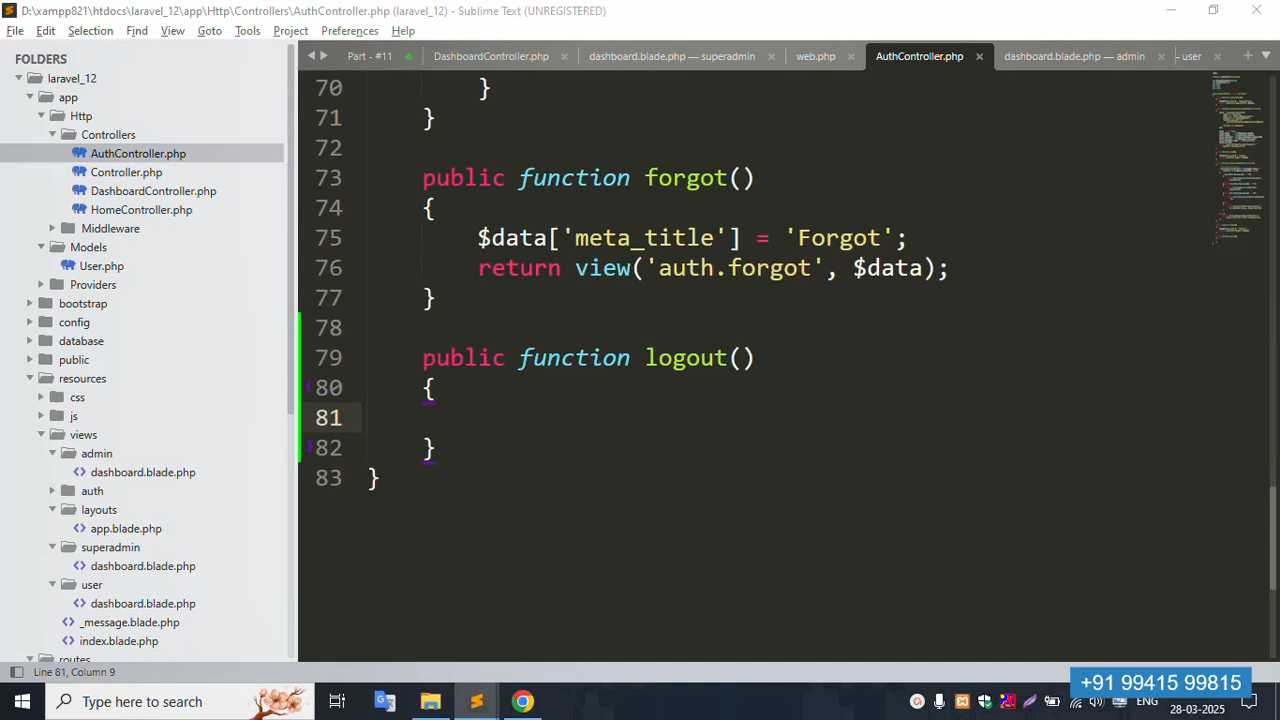 D:\xampp821\htdocs\laravel_12\app\Http\Controllers\AuthController.php (laravel_12) - Sublime Text (UNREGISTERED)
File Edit Selection Find View Goto Tools Project Preferences Help
FOLDERS
laravel_12
app
Http
Controllers
AuthController.php
Controller.php
DashboardController.php
HomeController.php
Middleware
Models
User.php
Providers
bootstrap
config
database
public
resources
css
js
views
admin
dashboard.blade.php
auth
layouts
app.blade.php
superadmin
dashboard.blade.php
user
dashboard.blade.php
_message.blade.php
index.blade.php
routes
Part - #11 DashboardController.php dashboard.blade.php — superadmin web.php AuthController.php dashboard.blade.php — admin — user
70 }
71 }
72
73 public function forgot()
74 {
75 $data['meta_title'] = 'Forgot';
76 return view('auth.forgot', $data);
77 }
78
79 public function logout()
80 {
81
82 }
83 }
Line 81, Column 9
+91 99415 99815
Type here to search
ENG
28-03-2025